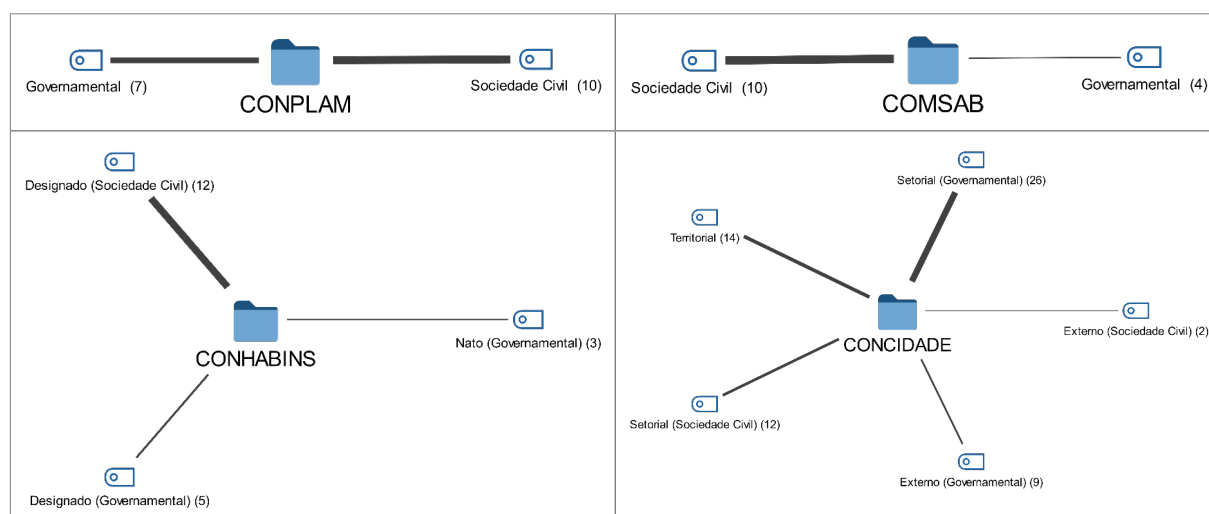 Governamental (7)
CONPLAM
Sociedade Civil (10)
Sociedade Civil (10)
COMSAB
Governamental (4)
Designado (Sociedade Civil) (12)
CONHABINS
Nato (Governamental) (3)
Designado (Governamental) (5)
Setorial (Governamental) (26)
Territorial (14)
CONCIDADE
Externo (Sociedade Civil) (2)
Setorial (Sociedade Civil) (12)
Externo (Governamental) (9)